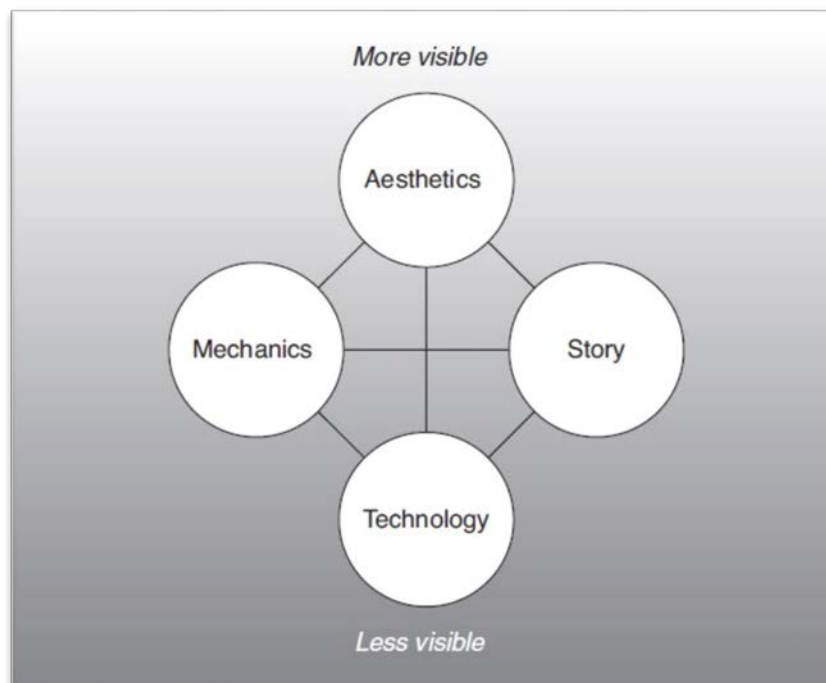 More visible
Aesthetics
Mechanics
Story
Technology
Less visible